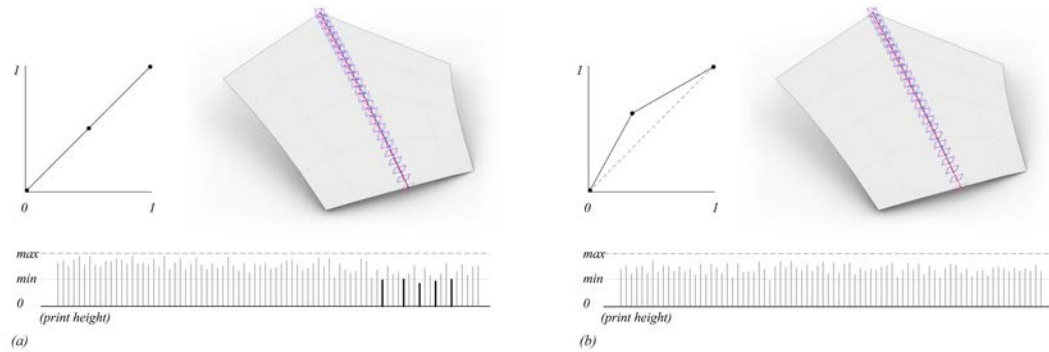 1
0
1
max
min
0
(print height)
(a)
1
0
1
max
min
0
(print height)
(b)